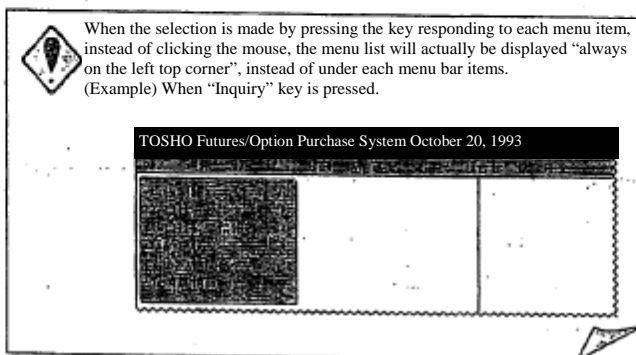 When the selection is made by pressing the key responding to each menu item,
instead of clicking the mouse, the menu list will actually be displayed “always
on the left top corner”, instead of under each menu bar items.
(Example) When “Inquiry” key is pressed.
TOSHO Futures/Option Purchase System October 20, 1993